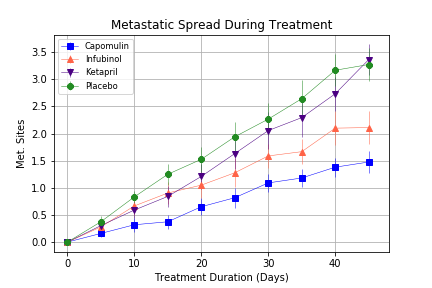 Metastatic Spread During Treatment
Capomulin
Infubinol
Ketapril
Placebo
Met. Sites
3.5
3.0
2.5
2.0
1.5
1.0
0.5
0.0
0 10 20 30 40
Treatment Duration (Days)